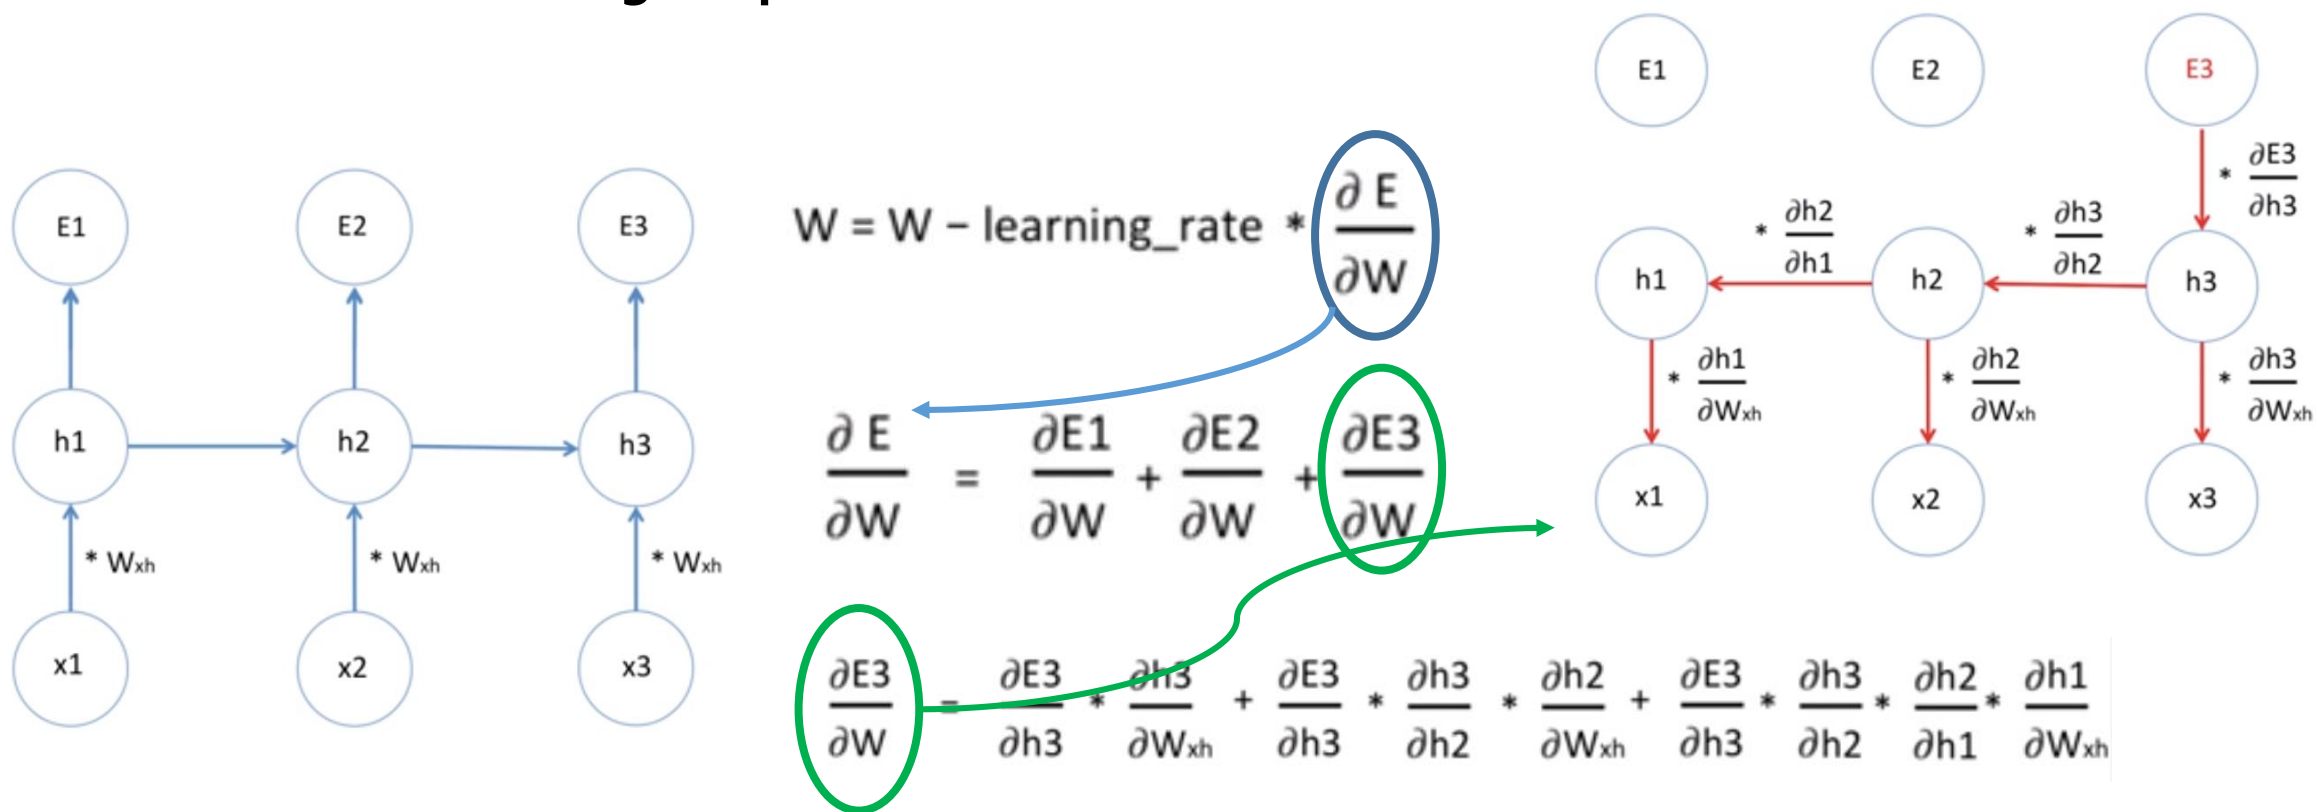 E1 E2 E3
h1 h2 h3
* Wxh * Wxh * Wxh
x1 x2 x3
W = W – learning_rate * ∂ E / ∂W
∂ E / ∂W = ∂E1 / ∂W + ∂E2 / ∂W + ∂E3 / ∂W
∂E3 / ∂W = ∂E3 / ∂h3 * ∂h3 / ∂Wxh + ∂E3 / ∂h3 * ∂h3 / ∂h2 * ∂h2 / ∂Wxh + ∂E3 / ∂h3 * ∂h3 / ∂h2 * ∂h2 / ∂h1 * ∂h1 / ∂Wxh
E1 E2 E3
* ∂E3 / ∂h3
* ∂h2 / ∂h1 * ∂h3 / ∂h2
h1 h2 h3
* ∂h1 / ∂Wxh * ∂h2 / ∂Wxh * ∂h3 / ∂Wxh
x1 x2 x3